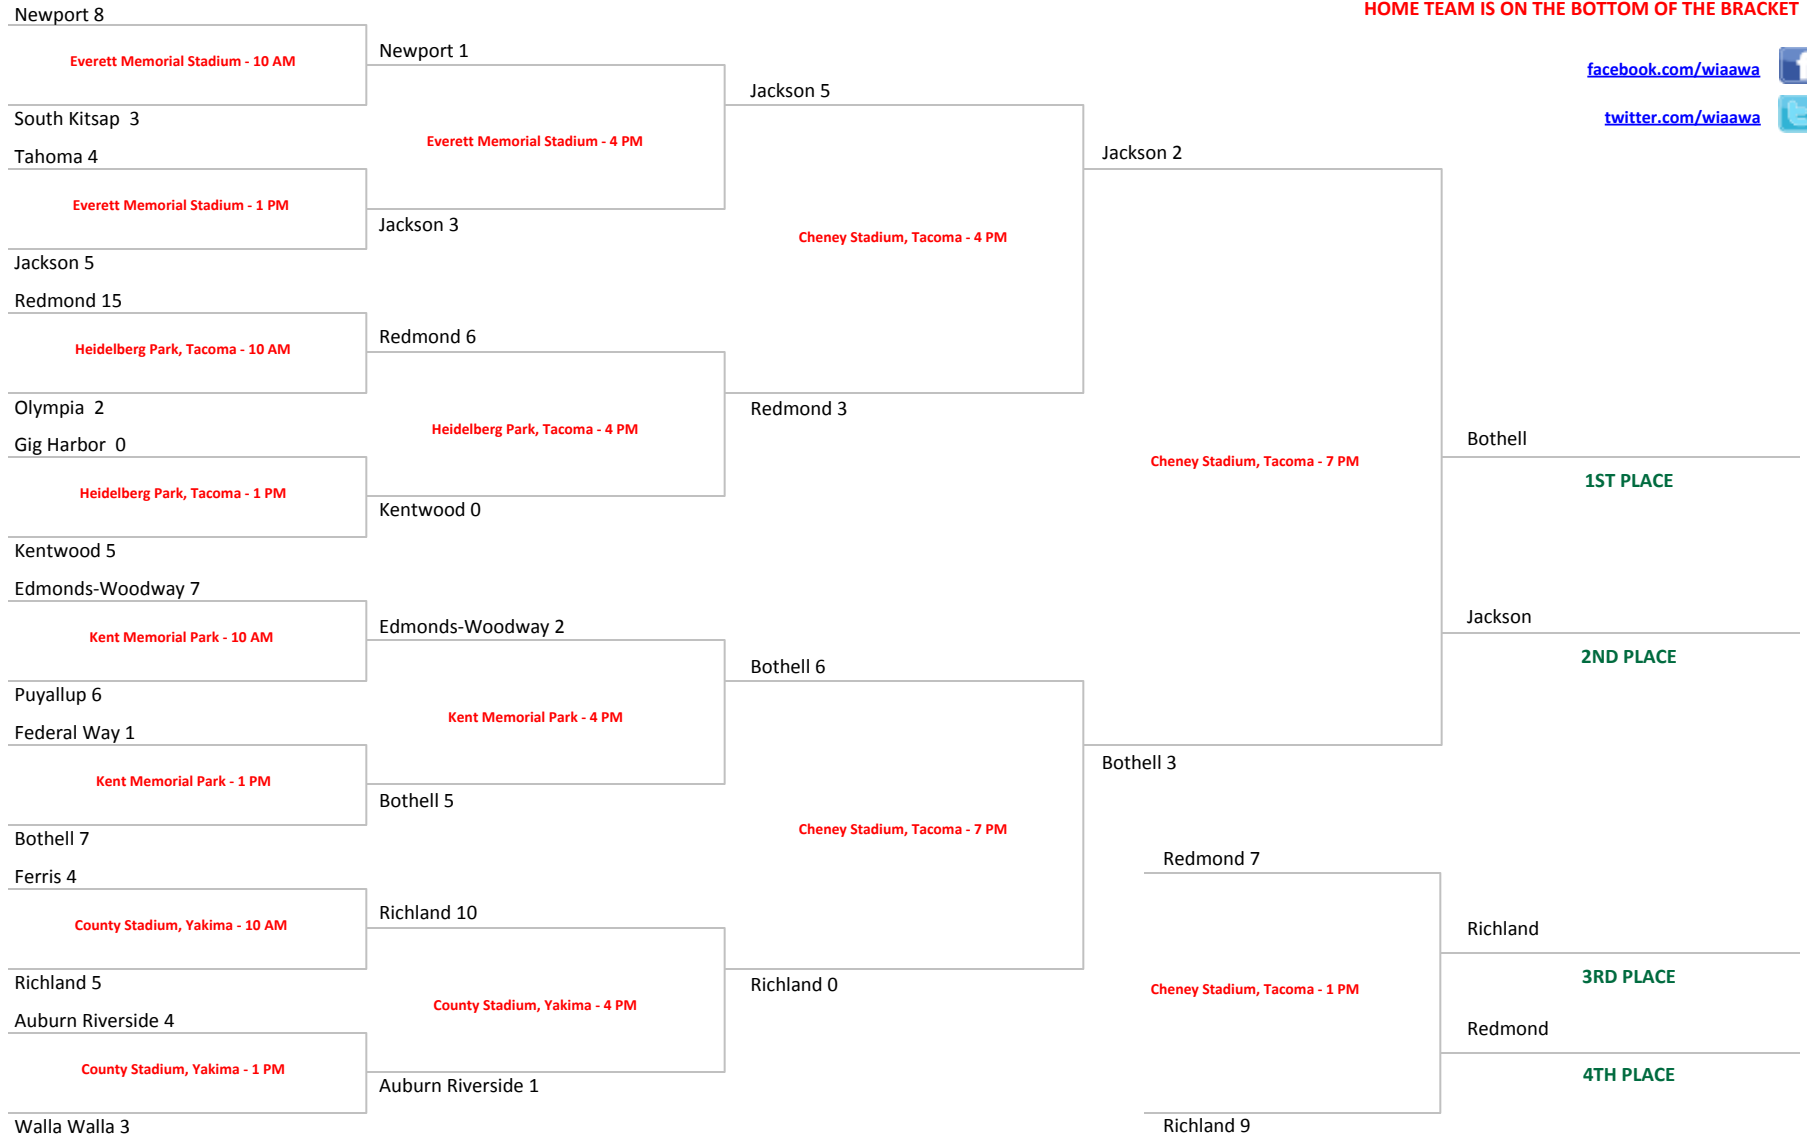 HOME TEAM IS ON THE BOTTOM OF THE BRACKET
facebook.com/wiaawa
twitter.com/wiaawa
Newport 8
Everett Memorial Stadium - 10 AM
South Kitsap  3
Tahoma 4
Everett Memorial Stadium - 1 PM
Jackson 5
Redmond 15
Heidelberg Park, Tacoma - 10 AM
Olympia  2
Gig Harbor  0
Heidelberg Park, Tacoma - 1 PM
Kentwood 5
Edmonds-Woodway 7
Kent Memorial Park - 10 AM
Puyallup 6
Federal Way 1
Kent Memorial Park - 1 PM
Bothell 7
Ferris 4
County Stadium, Yakima - 10 AM
Richland 5
Auburn Riverside 4
County Stadium, Yakima - 1 PM
Walla Walla 3
Newport 1
Everett Memorial Stadium - 4 PM
Jackson 3
Redmond 6
Heidelberg Park, Tacoma - 4 PM
Kentwood 0
Edmonds-Woodway 2
Kent Memorial Park - 4 PM
Bothell 5
Richland 10
County Stadium, Yakima - 4 PM
Auburn Riverside 1
Jackson 5
Cheney Stadium, Tacoma - 4 PM
Redmond 3
Bothell 6
Cheney Stadium, Tacoma - 7 PM
Richland 0
Jackson 2
Cheney Stadium, Tacoma - 7 PM
Bothell 3
Redmond 7
Cheney Stadium, Tacoma - 1 PM
Richland 9
Bothell
1ST PLACE
Jackson
2ND PLACE
Richland
3RD PLACE
Redmond
4TH PLACE